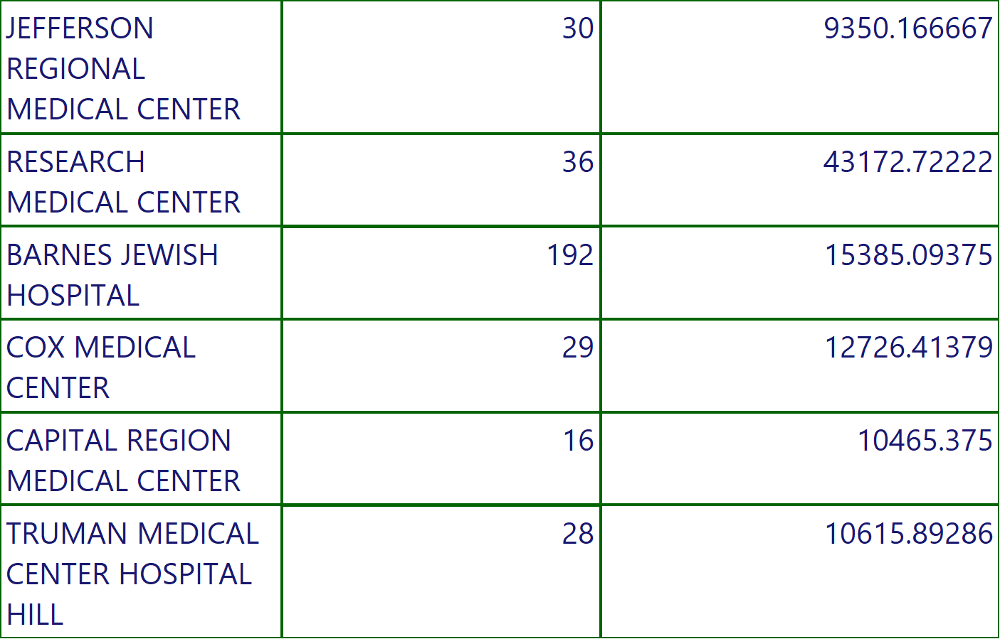 JEFFERSON 30 9350.166667
REGIONAL
MEDICAL CENTER
RESEARCH 36 43172.72222
MEDICAL CENTER
BARNES JEWISH 192 15385.09375
HOSPITAL
COX MEDICAL 29 12726.41379
CENTER
CAPITAL REGION 16 10465.375
MEDICAL CENTER
TRUMAN MEDICAL 28 10615.89286
CENTER HOSPITAL
HILL